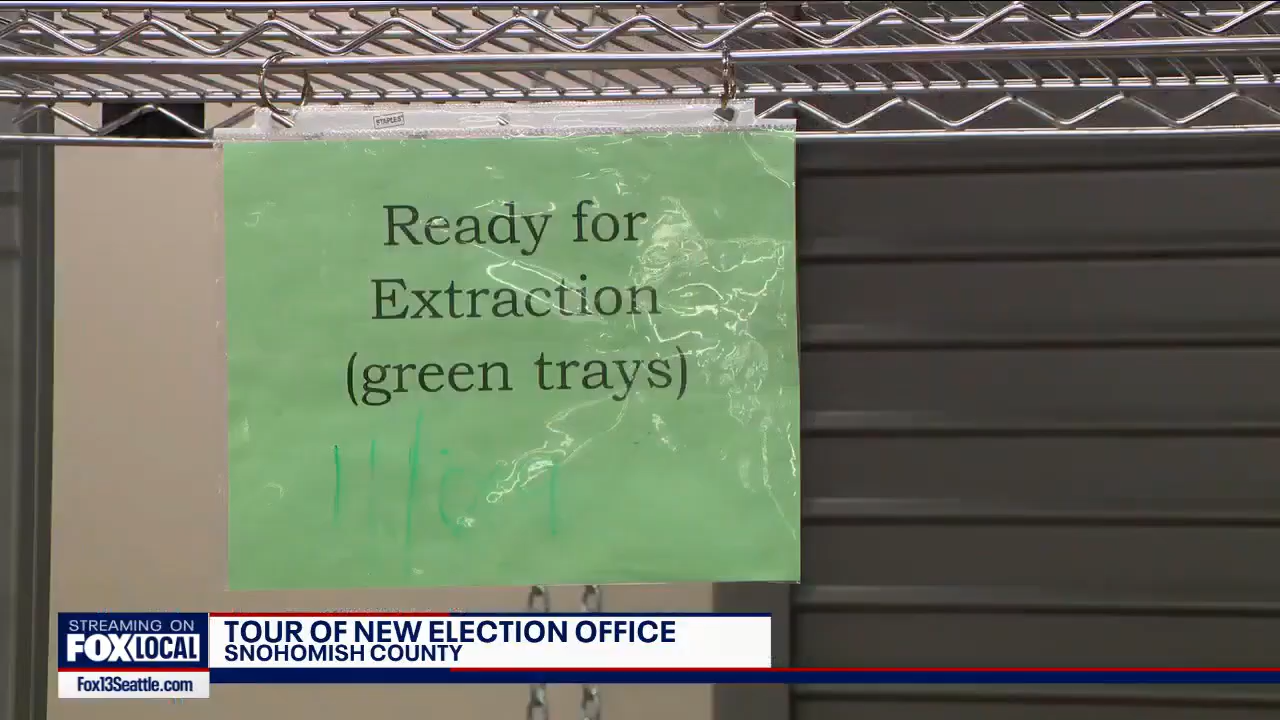 STAPLES
Ready for
Extraction
(green trays)
STREAMING ON
FOX LOCAL
Fox13Seattle.com
TOUR OF NEW ELECTION OFFICE
SNOHOMISH COUNTY